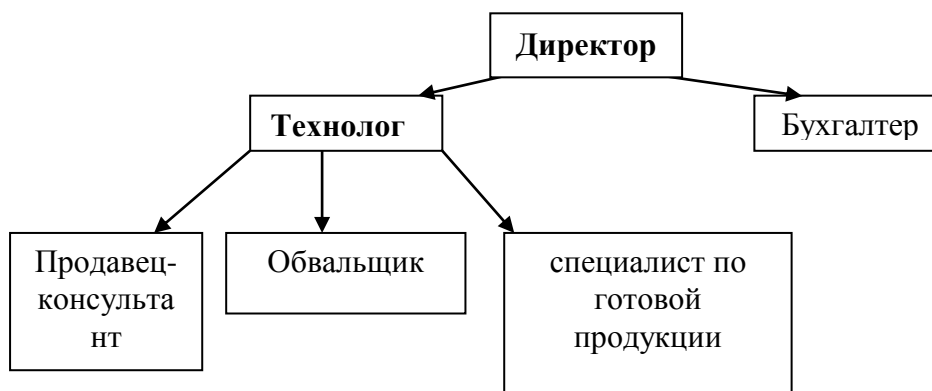 Директор
Технолог
Бухгалтер
Продавец-
консульта
нт
Обвальщик
специалист по
готовой
продукции